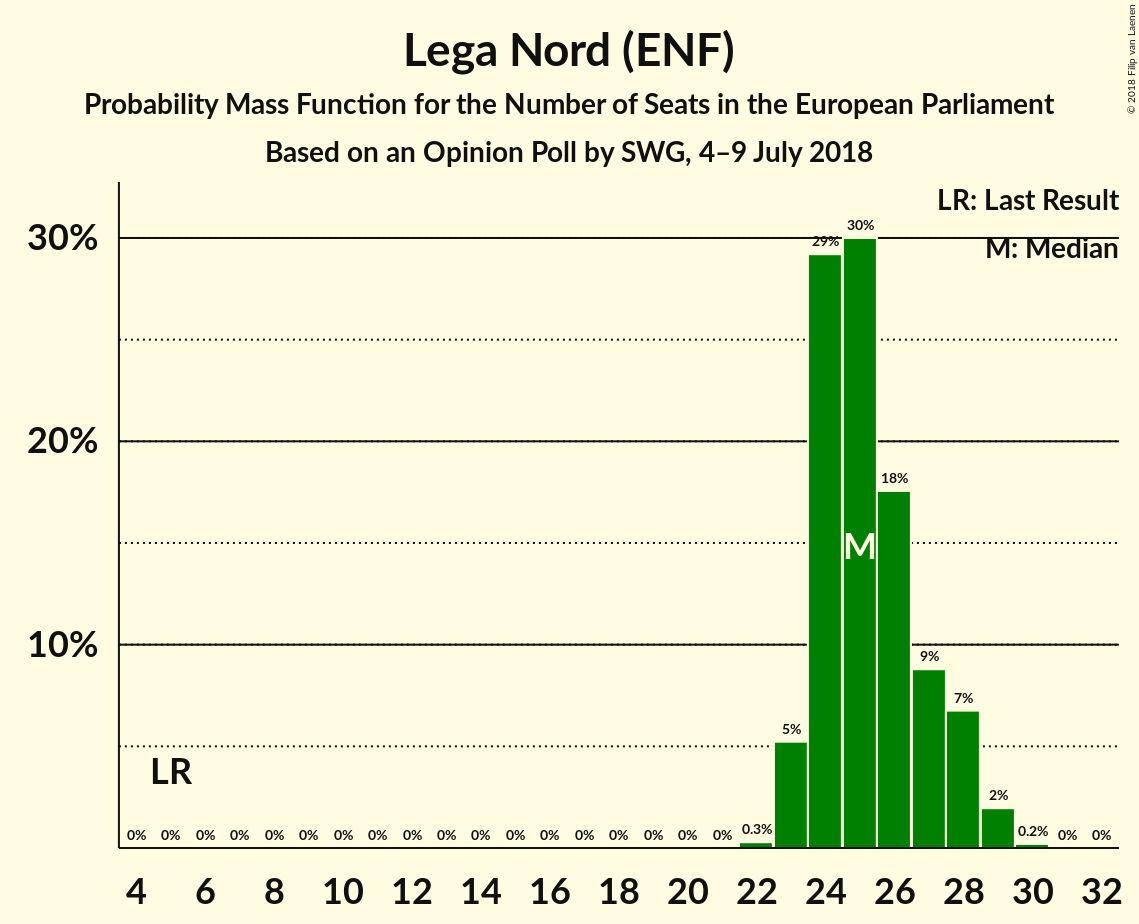 Lega Nord (ENF)
Probability Mass Function for the Number of Seats in the European Parliament
Based on an Opinion Poll by SWG, 4–9 July 2018
© 2018 Filip van Laenen
LR: Last Result
M: Median
30%
20%
10%
0% 0% 0% 0% 0% 0% 0% 0% 0% 0% 0% 0% 0% 0% 0% 0% 0% 0% 0.3% 5% 29% 30% 18% 9% 7% 2% 0.2% 0% 0%
LR
M
4 6 8 10 12 14 16 18 20 22 24 26 28 30 32